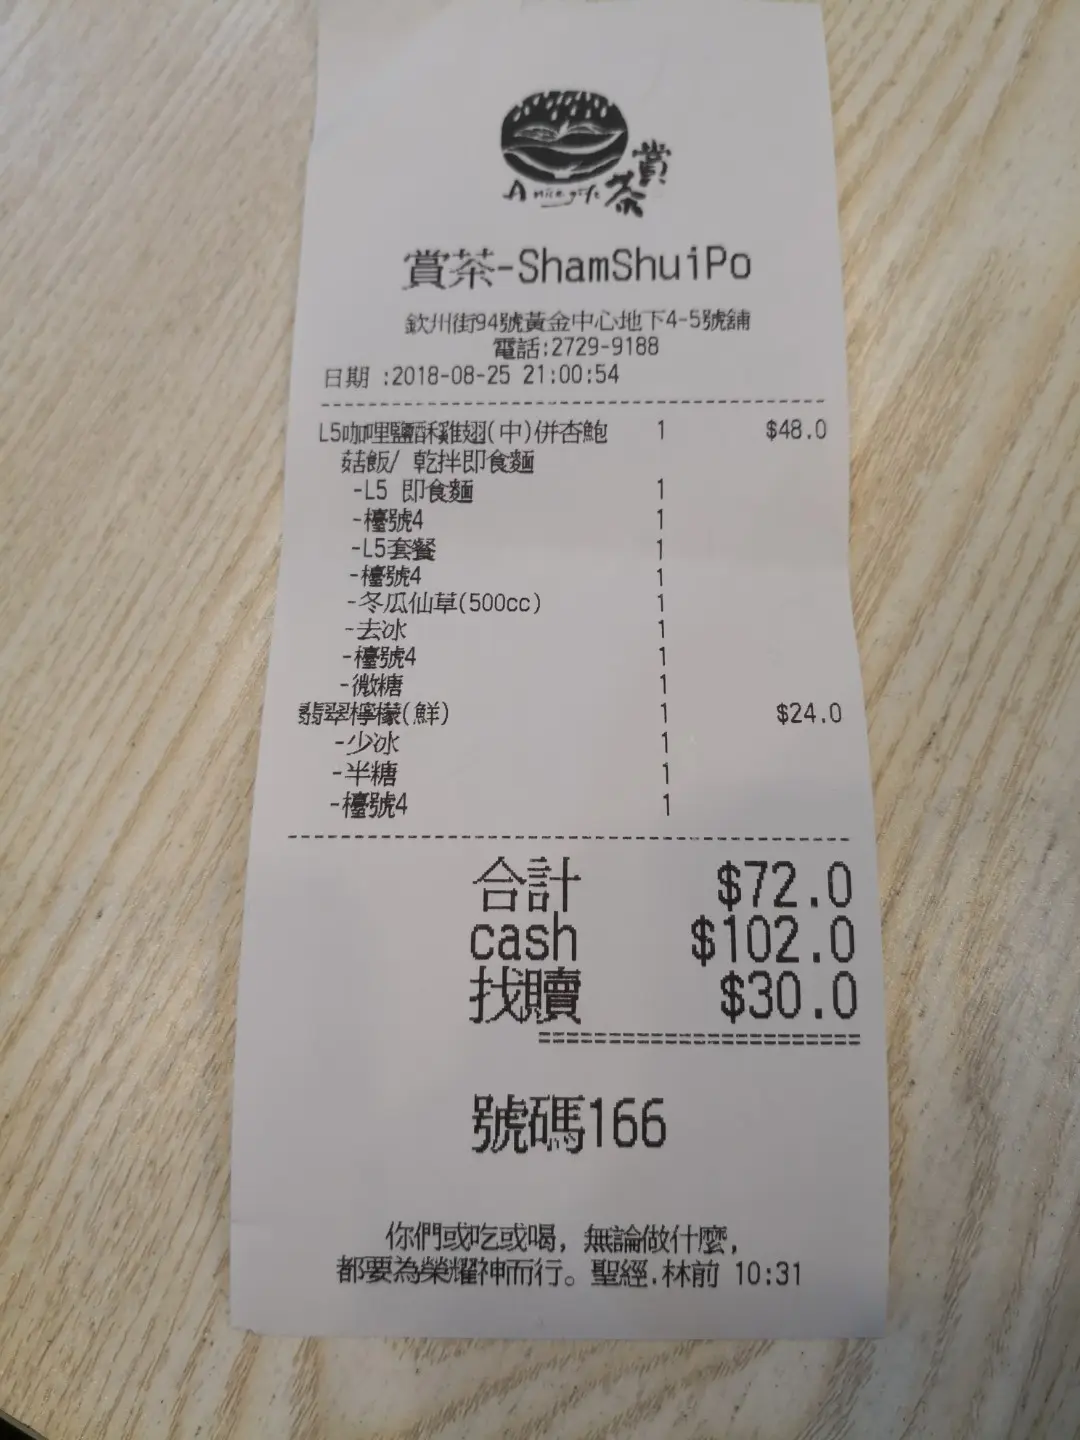 A nice gift 賞茶
賞茶-ShamShuiPo
欽州街94號黃金中心地下4-5號舖
電話:2729-9188
日期 :2018-08-25 21:00:54
L5咖哩鹽酥雞翅(中)併杏鮑 1 $48.0
菇飯/ 乾拌即食麵
-L5 即食麵 1
-檯號4 1
-L5套餐 1
-檯號4 1
-冬瓜仙草(500cc) 1
-去冰 1
-檯號4 1
-微糖 1
翡翠檸檬(鮮) 1 $24.0
-少冰 1
-半糖 1
-檯號4 1
合計 $72.0
cash $102.0
找贖 $30.0
號碼166
你們或吃或喝，無論做什麼，
都要為榮耀神而行。聖經.林前 10:31